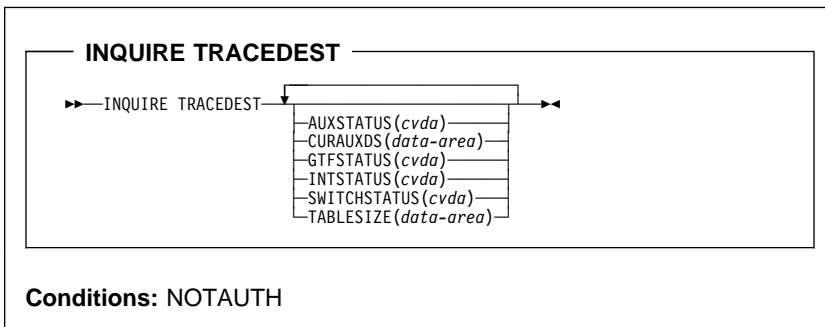 INQUIRE TRACEDEST
►►—INQUIRE TRACEDEST—►◄
AUXSTATUS(cvda)
CURAUXDS(data-area)
GTFSTATUS(cvda)
INTSTATUS(cvda)
SWITCHSTATUS(cvda)
TABLESIZE(data-area)
Conditions: NOTAUTH